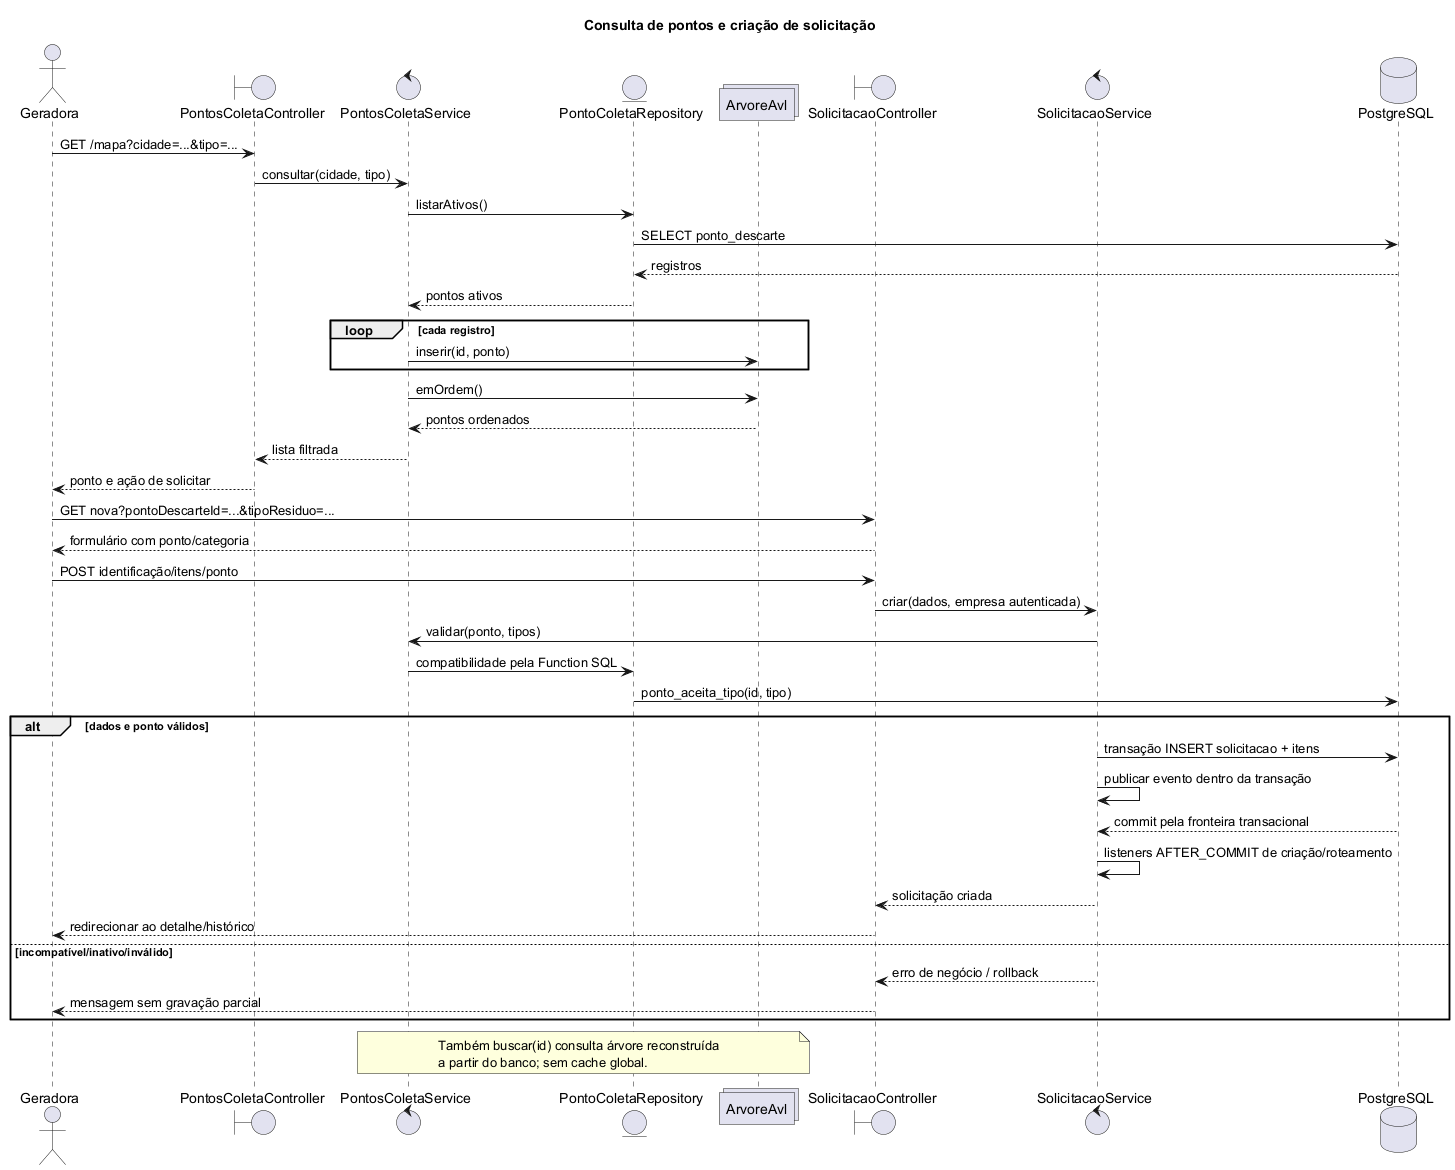 Consulta de pontos e criação de solicitação
Geradora
PontosColetaController
PontosColetaService
PontoColetaRepository
ArvoreAvl
SolicitacaoController
SolicitacaoService
PostgreSQL
GET /mapa?cidade=...&tipo=...
consultar(cidade, tipo)
listarAtivos()
SELECT ponto_descarte
registros
pontos ativos
loop
[cada registro]
inserir(id, ponto)
emOrdem()
pontos ordenados
lista filtrada
ponto e ação de solicitar
GET nova?pontoDescarteId=...&tipoResiduo=...
formulário com ponto/categoria
POST identificação/itens/ponto
criar(dados, empresa autenticada)
validar(ponto, tipos)
compatibilidade pela Function SQL
ponto_aceita_tipo(id, tipo)
alt
[dados e ponto válidos]
transação INSERT solicitacao + itens
publicar evento dentro da transação
commit pela fronteira transacional
listeners AFTER_COMMIT de criação/roteamento
solicitação criada
redirecionar ao detalhe/histórico
[incompatível/inativo/inválido]
erro de negócio / rollback
mensagem sem gravação parcial
Também buscar(id) consulta árvore reconstruída
a partir do banco; sem cache global.
Geradora
PontosColetaController
PontosColetaService
PontoColetaRepository
ArvoreAvl
SolicitacaoController
SolicitacaoService
PostgreSQL